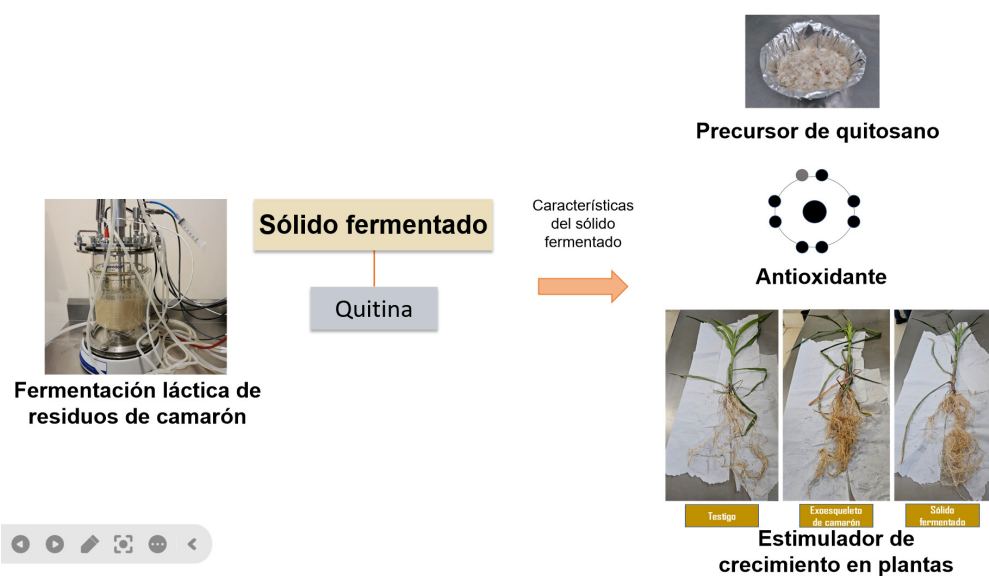 Precursor de quitosano
Sólido fermentado
Características
del sólido
fermentado
Antioxidante
Quitina
Fermentación láctica de
residuos de camarón
Testigo
Exoesqueleto
de camarón
Sólido
fermentado
Estimulador de
crecimiento en plantas